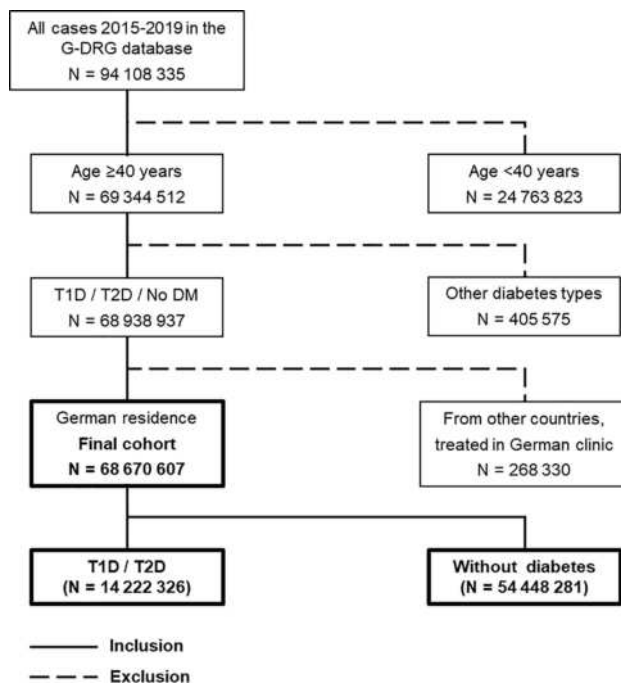 All cases 2015-2019 in the
G-DRG database
N = 94 108 335
Age ≥40 years
N = 69 344 512
Age <40 years
N = 24 763 823
T1D / T2D / No DM
N = 68 938 937
Other diabetes types
N = 405 575
German residence
Final cohort
N = 68 670 607
From other countries,
treated in German clinic
N = 268 330
T1D / T2D
(N = 14 222 326)
Without diabetes
(N = 54 448 281)
Inclusion
Exclusion